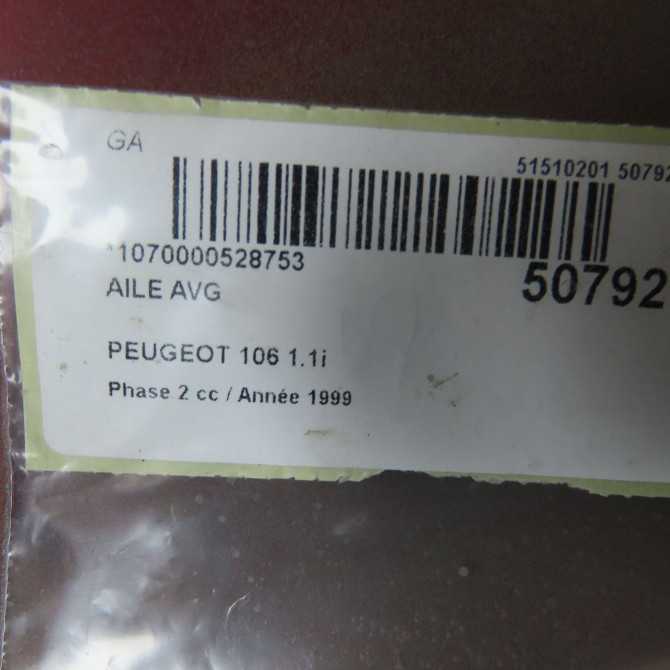 GA
51510201 50792
*1070000528753
50792
AILE AVG
PEUGEOT 106 1.1i
Phase 2 cc / Année 1999